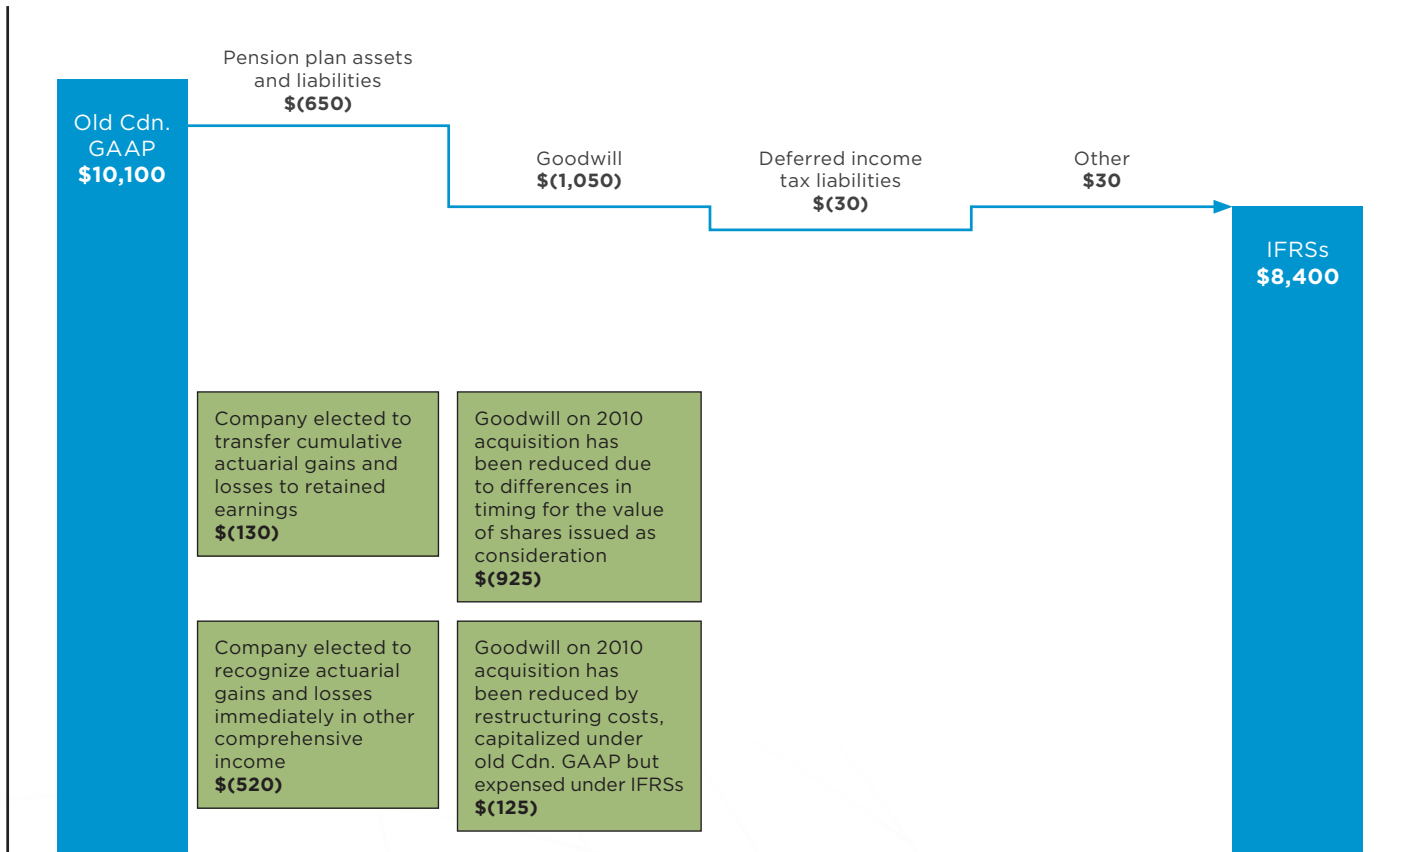 Pension plan assets
and liabilities
$(650)
Old Cdn.
GAAP
$10,100
Goodwill
$(1,050)
Deferred income
tax liabilities
$(30)
Other
$30
IFRSs
$8,400
Company elected to
transfer cumulative
actuarial gains and
losses to retained
earnings
$(130)
Goodwill on 2010
acquisition has
been reduced due
to differences in
timing for the value
of shares issued as
consideration
$(925)
Company elected to
recognize actuarial
gains and losses
immediately in other
comprehensive
income
$(520)
Goodwill on 2010
acquisition has
been reduced by
restructuring costs,
capitalized under
old Cdn. GAAP but
expensed under IFRSs
$(125)